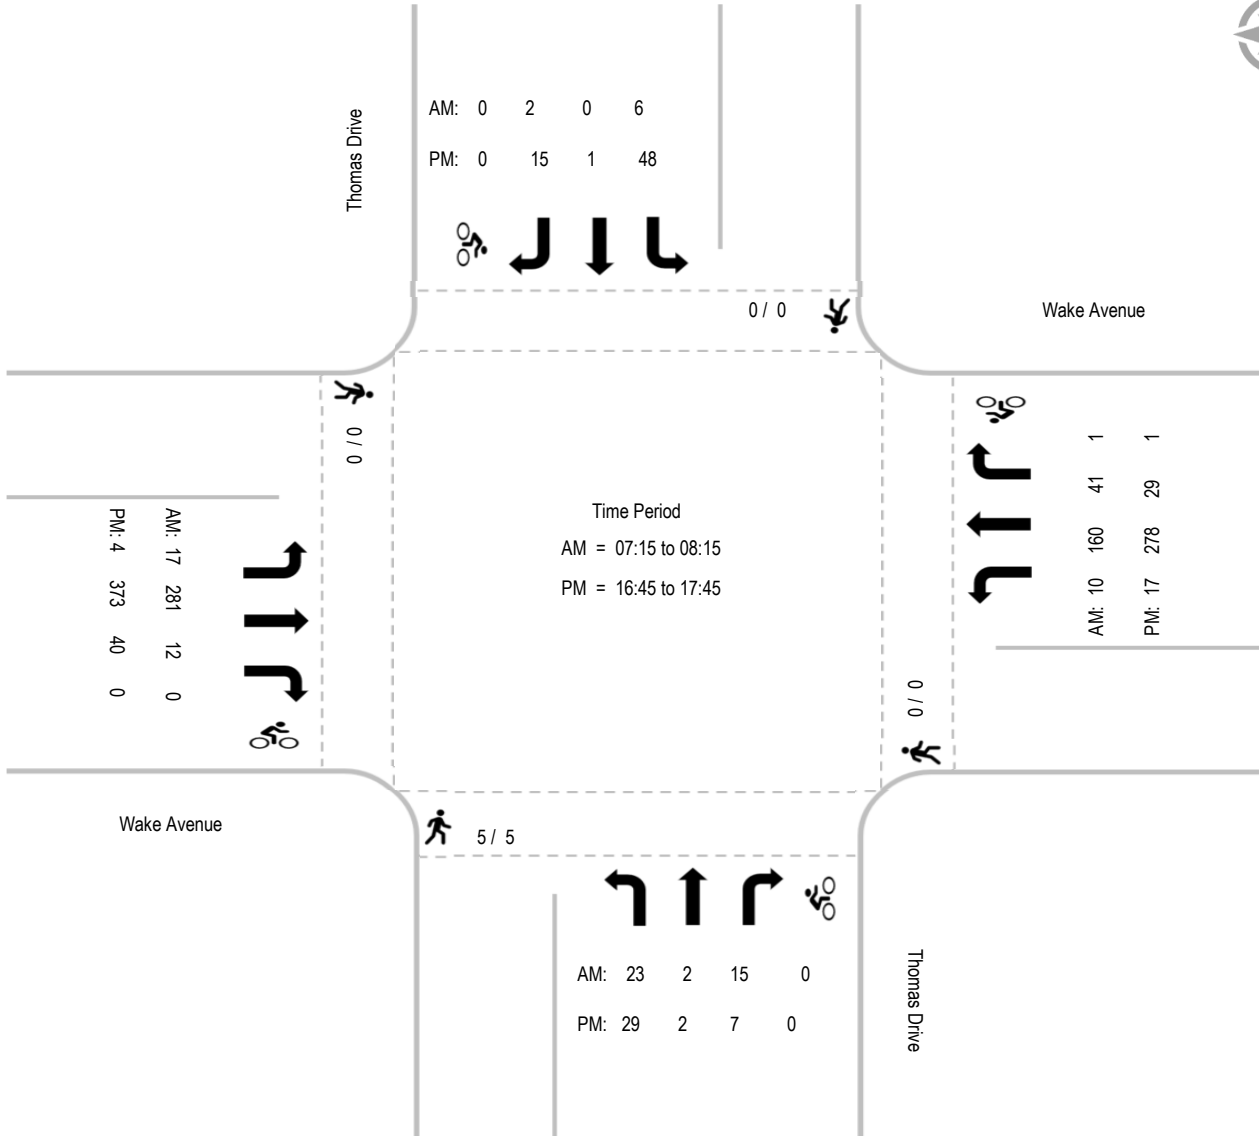 Thomas Drive
AM: 0 2 0 6
PM: 0 15 1 48
0 / 0
Wake Avenue
0 / 0
AM: 10 160 41 1
PM: 17 278 29 1
Time Period
AM = 07:15 to 08:15
PM = 16:45 to 17:45
AM: 17 281 12 0
PM: 4 373 40 0
0 / 0
Wake Avenue
5 / 5
AM: 23 2 15 0
PM: 29 2 7 0
Thomas Drive